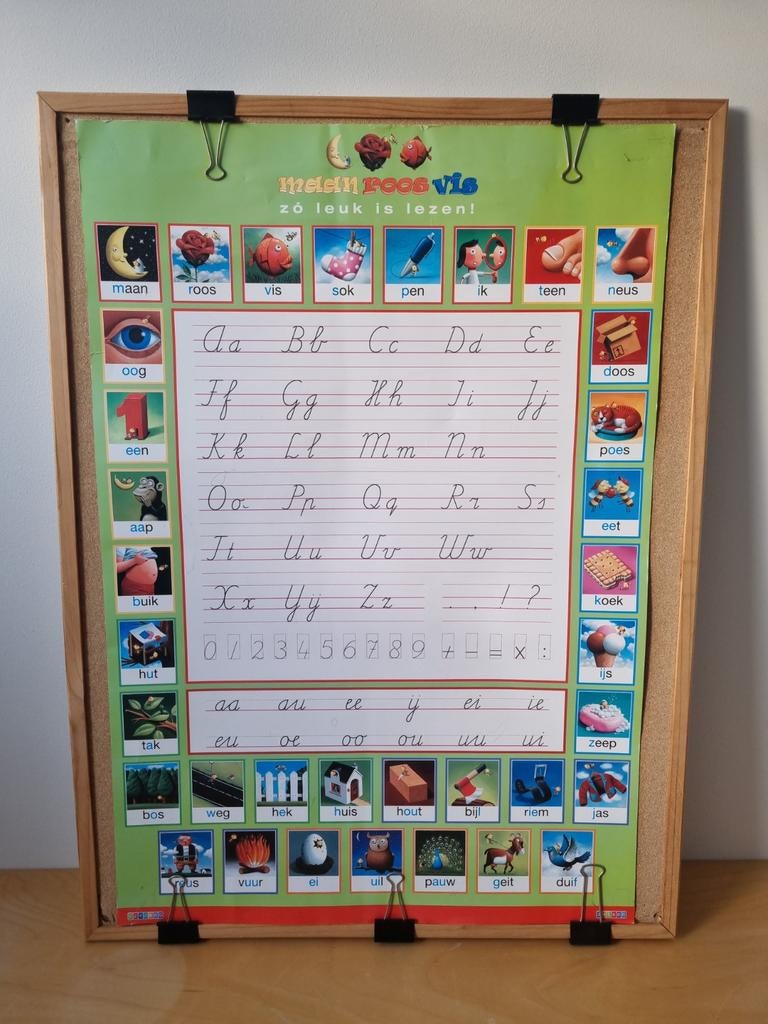 maan roos vis
zó leuk is lezen!
maan roos vis sok pen ik teen neus
oog
een
aap
buik
hut
tak
Aa Bb Cc Dd Ee
Ff Gg Hh Ii Jj
Kk Ll Mm Nn
Oo Pp Qq Rr Ss
Tt Uu Vv Ww
Xx Yij Zz . , ! ?
0 1 2 3 4 5 6 7 8 9 + - = x :
aa au ee ij ei ie
eu oe oo ou uu ui
doos
poes
eet
koek
ijs
zeep
bos weg hek huis hout bijl riem jas
reus vuur ei uil pauw geit duif